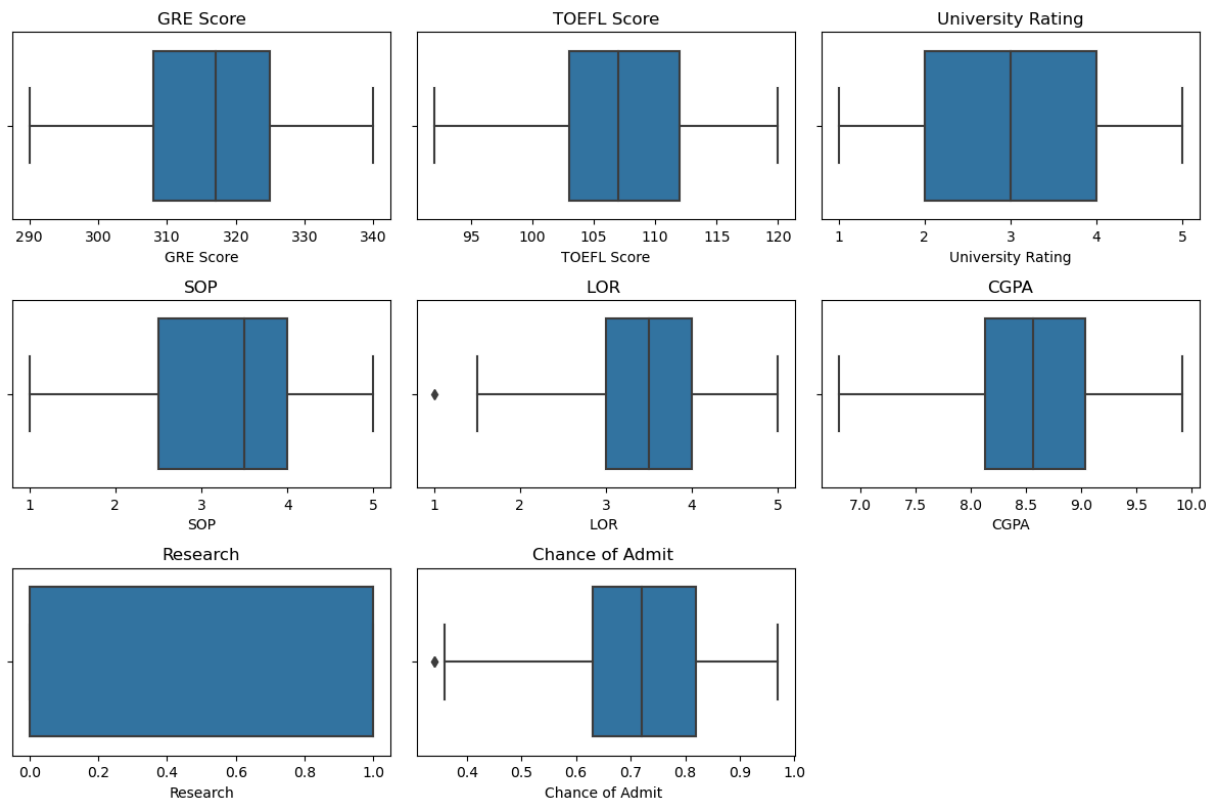 GRE Score
290 300 310 320 330 340
GRE Score
TOEFL Score
95 100 105 110 115 120
TOEFL Score
University Rating
1 2 3 4 5
University Rating
SOP
1 2 3 4 5
SOP
LOR
1 2 3 4 5
LOR
CGPA
7.0 7.5 8.0 8.5 9.0 9.5 10.0
CGPA
Research
0.0 0.2 0.4 0.6 0.8 1.0
Research
Chance of Admit
0.4 0.5 0.6 0.7 0.8 0.9 1.0
Chance of Admit